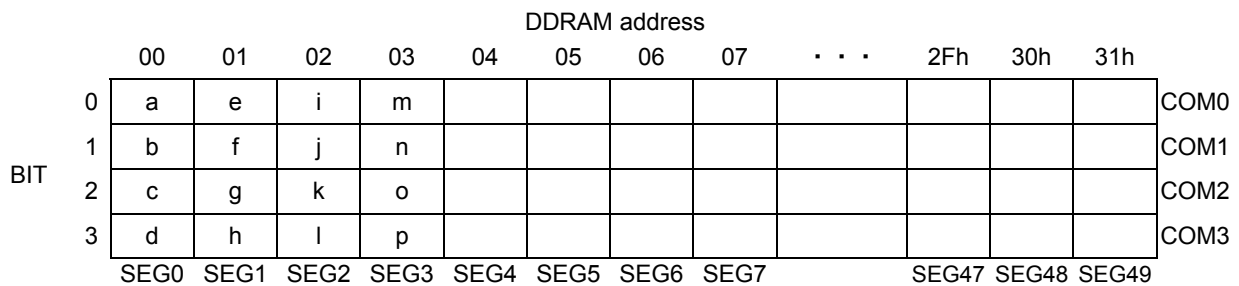 DDRAM address
00 01 02 03 04 05 06 07 · · · 2Fh 30h 31h
0 a e i m COM0
1 b f j n COM1
BIT
2 c g k o COM2
3 d h l p COM3
SEG0 SEG1 SEG2 SEG3 SEG4 SEG5 SEG6 SEG7 SEG47 SEG48 SEG49